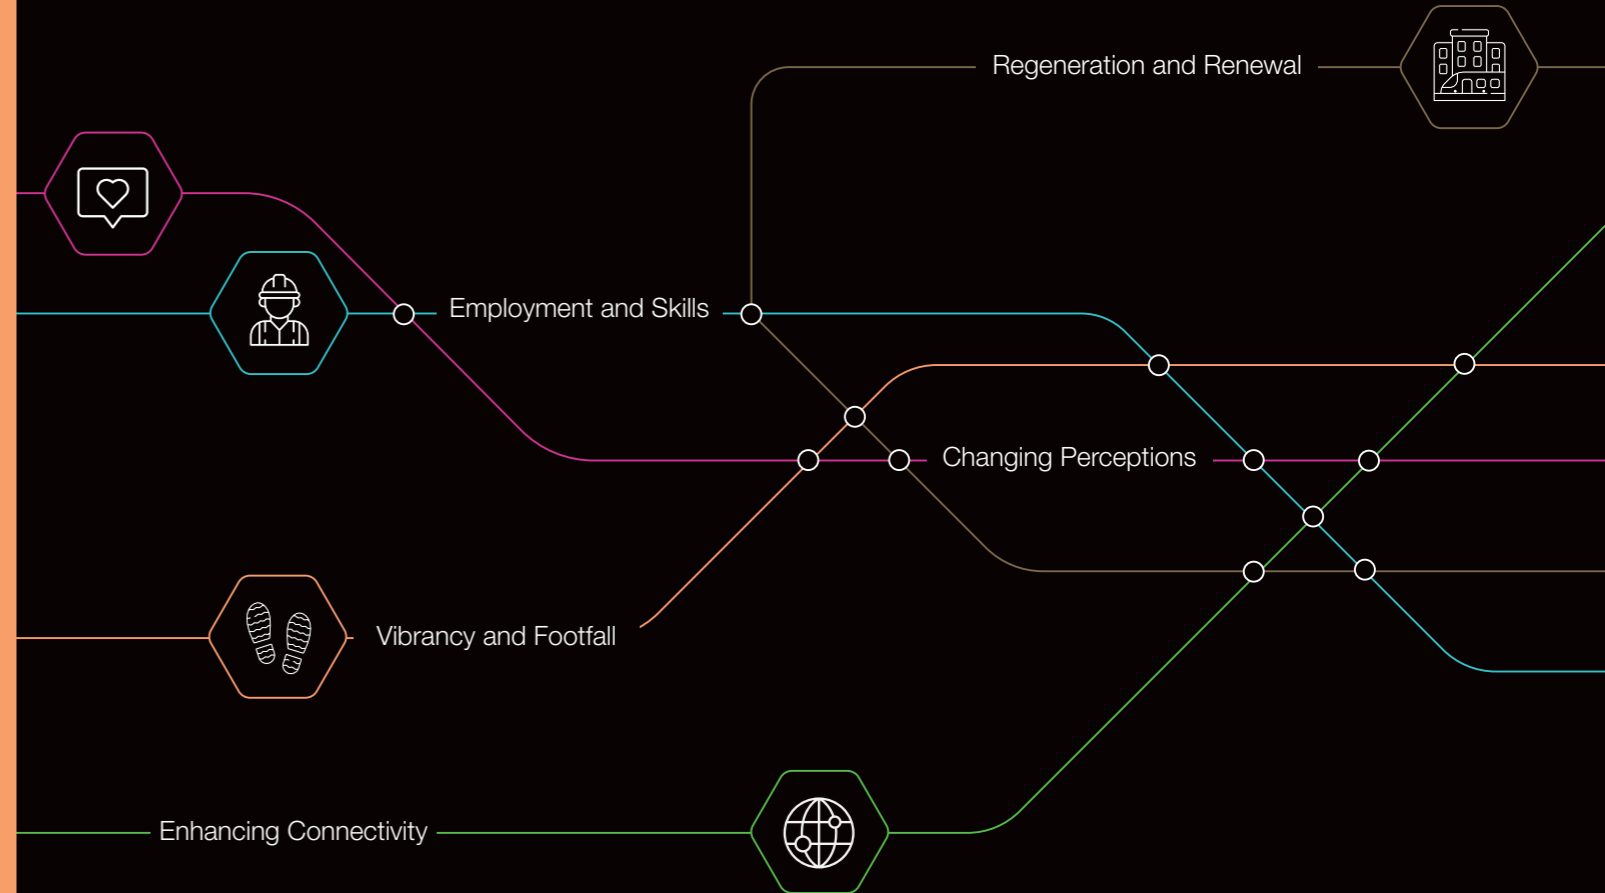 Regeneration and Renewal
Employment and Skills
Changing Perceptions
Vibrancy and Footfall
Enhancing Connectivity